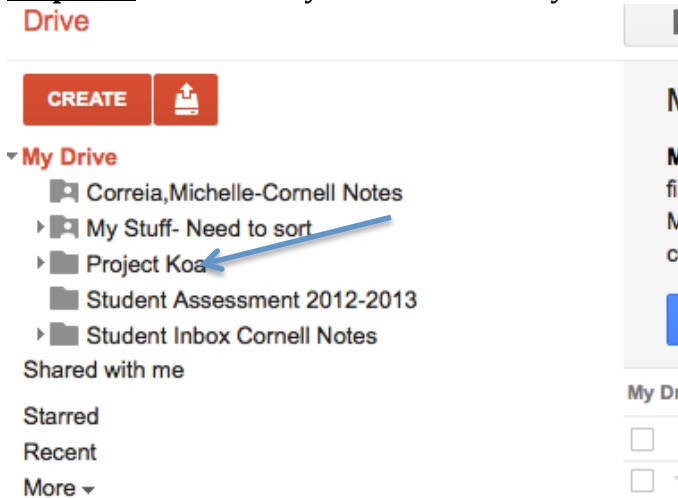 Drive
CREATE
My Drive
Correia,Michelle-Cornell Notes
My Stuff- Need to sort
Project Koa
Student Assessment 2012-2013
Student Inbox Cornell Notes
Shared with me
Starred
Recent
More
My